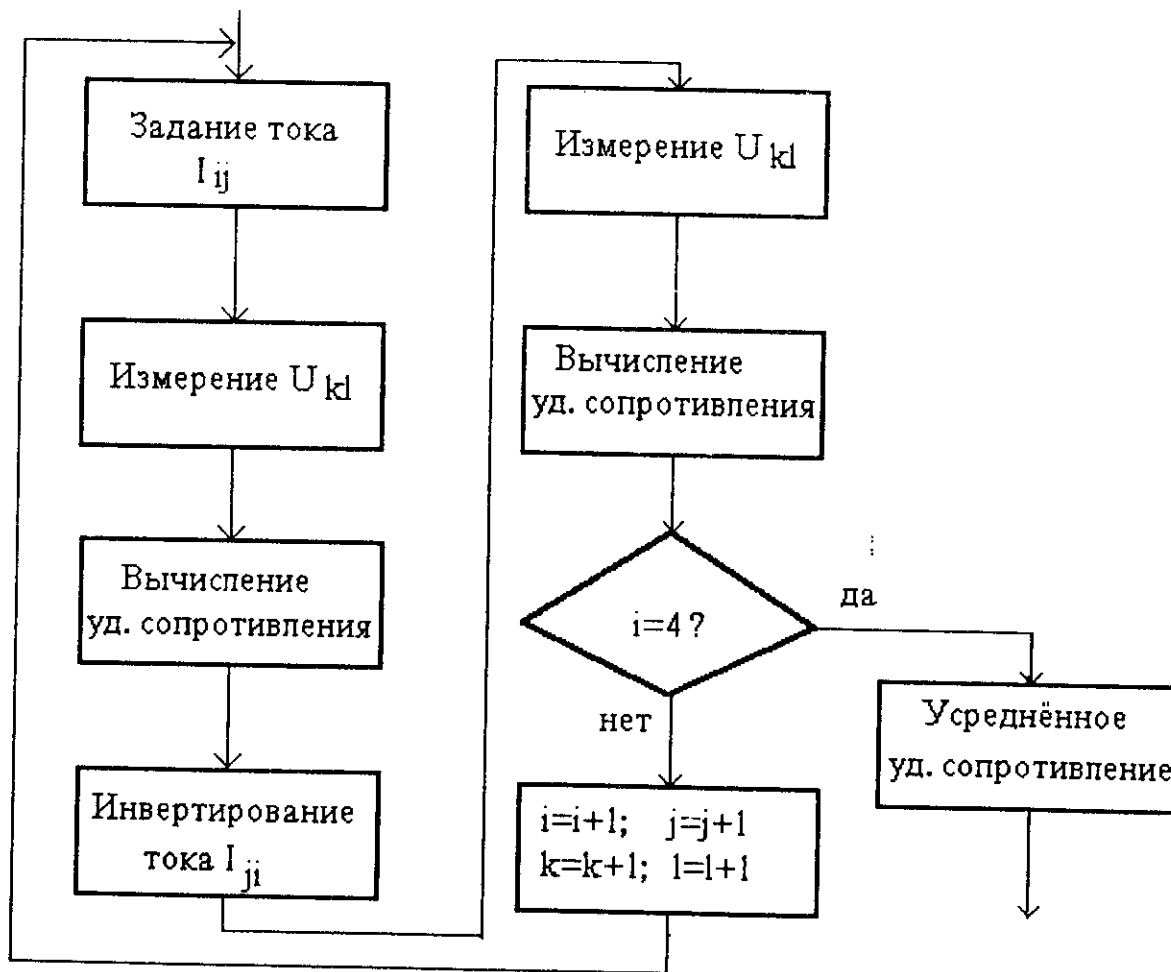 Задание тока
I ij
Измерение U kl
Вычисление
уд. сопротивления
Инвертирование
тока I ji
Измерение U kl
Вычисление
уд. сопротивления
i=4 ?
да
нет
i=i+1; j=j+1
k=k+1; l=l+1
Усреднённое
уд. сопротивление